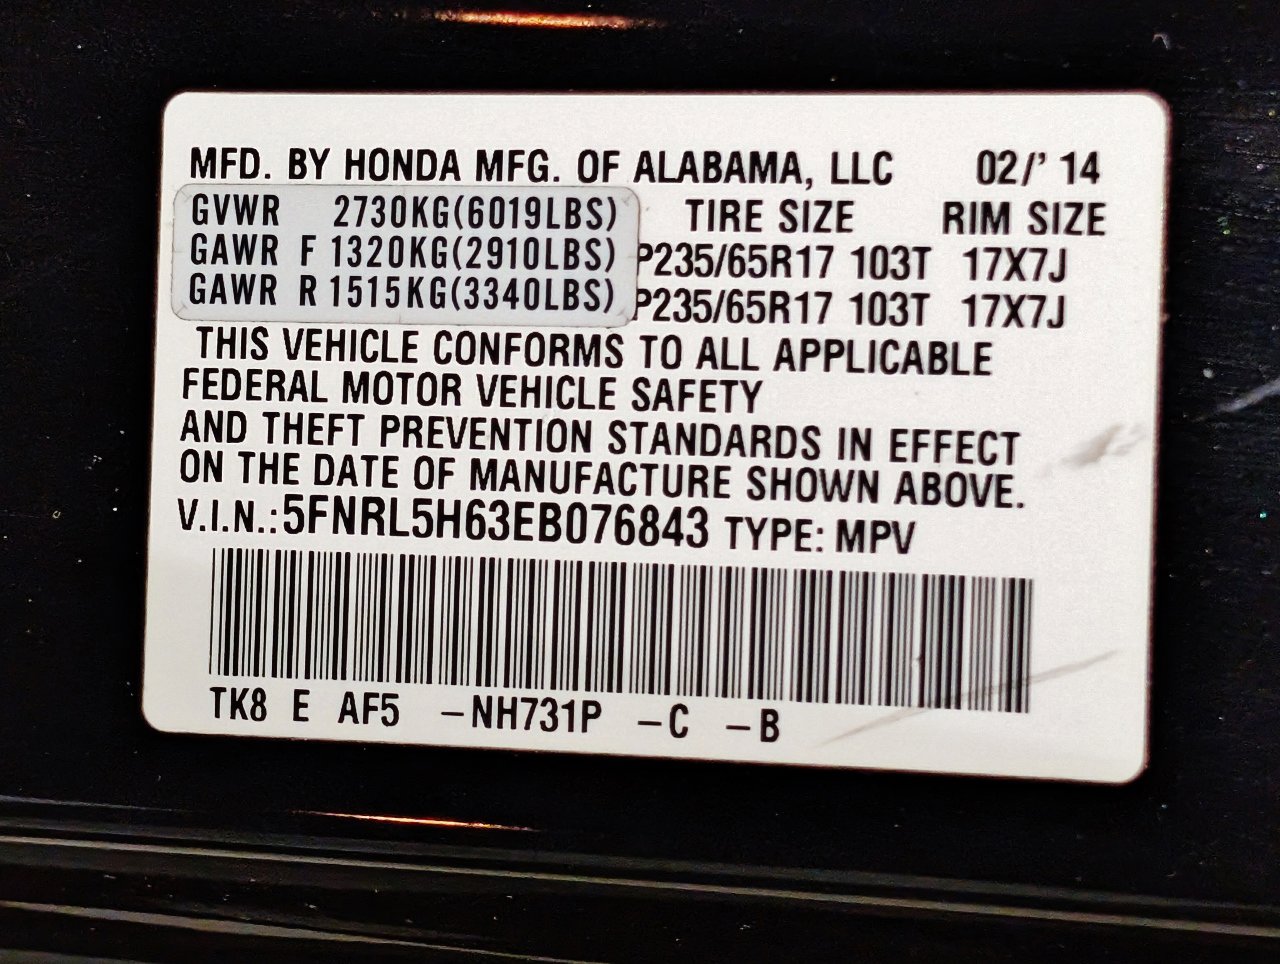 MFD. BY HONDA MFG. OF ALABAMA, LLC 02/' 14
GVWR 2730KG(6019LBS) TIRE SIZE RIM SIZE
GAWR F 1320KG(2910LBS) P235/65R17 103T 17X7J
GAWR R 1515KG(3340LBS) P235/65R17 103T 17X7J
THIS VEHICLE CONFORMS TO ALL APPLICABLE
FEDERAL MOTOR VEHICLE SAFETY
AND THEFT PREVENTION STANDARDS IN EFFECT
ON THE DATE OF MANUFACTURE SHOWN ABOVE.
V.I.N.:5FNRL5H63EB076843 TYPE: MPV
TK8 E AF5 -NH731P -C -B